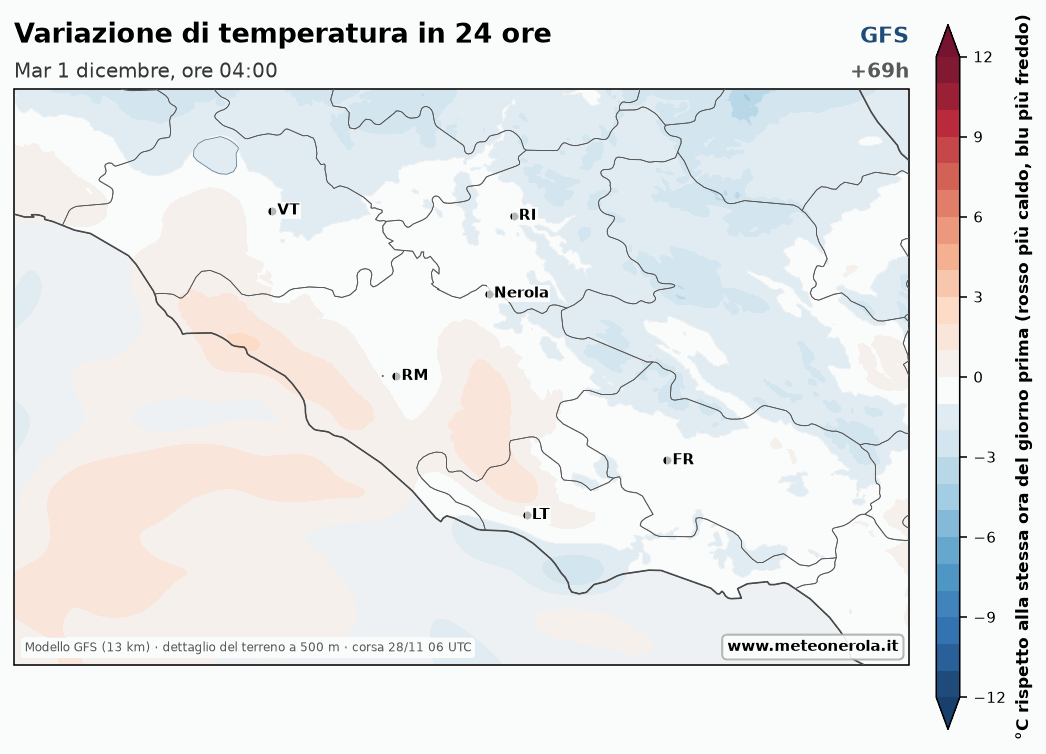 Variazione di temperatura in 24 ore
GFS
Mar 1 dicembre, ore 04:00
+69h
VT
RI
Nerola
RM
FR
LT
Modello GFS (13 km) · dettaglio del terreno a 500 m · corsa 28/11 06 UTC
www.meteonerola.it
12
9
6
3
0
−3
−6
−9
−12
°C rispetto alla stessa ora del giorno prima (rosso più caldo, blu più freddo)